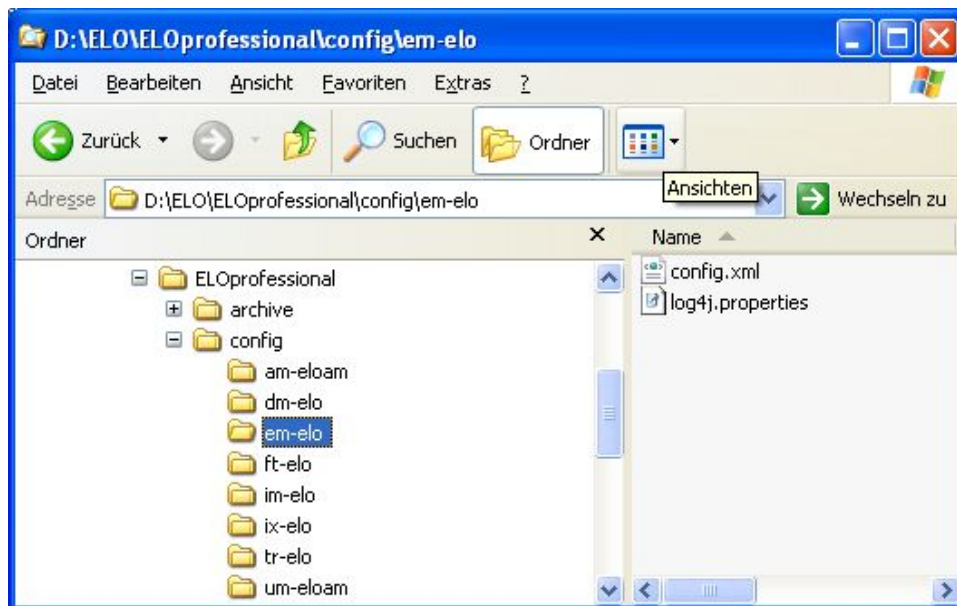 D:\ELO\ELOprofessional\config\em-elo
Datei Bearbeiten Ansicht Favoriten Extras ?
Zurück Suchen Ordner
Ansichten
Adresse D:\ELO\ELOprofessional\config\em-elo Wechseln zu
Ordner
Name
ELOprofessional
archive
config
am-eloam
dm-elo
em-elo
ft-elo
im-elo
ix-elo
tr-elo
um-eloam
config.xml
log4j.properties